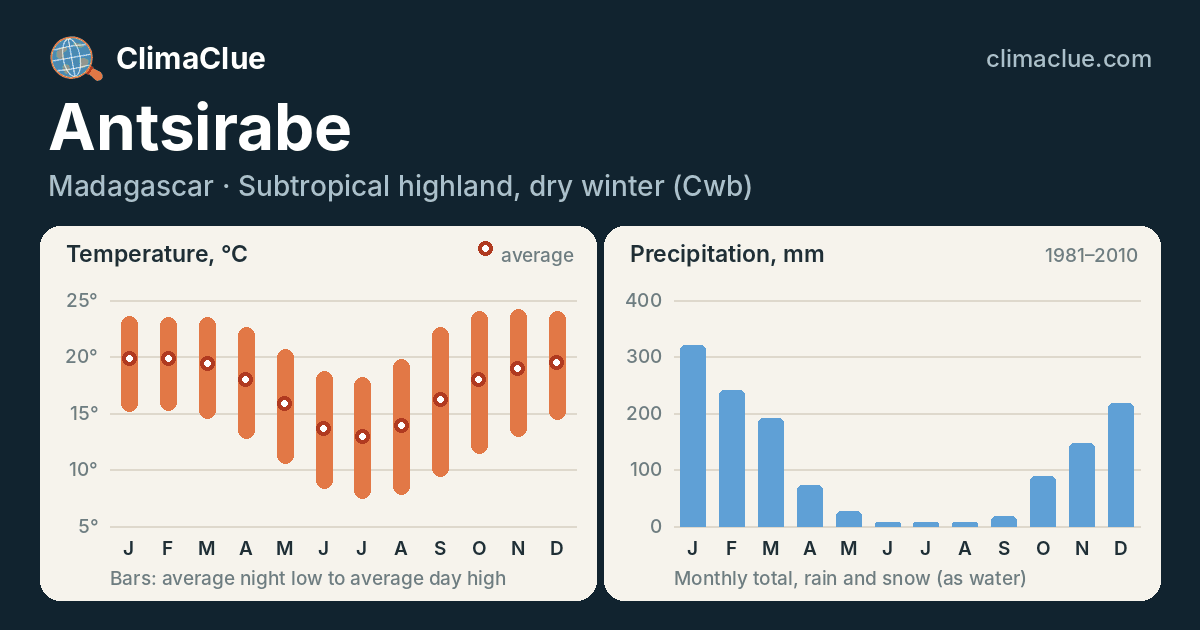 ClimaClue
climaclue.com
Antsirabe
Madagascar · Subtropical highland, dry winter (Cwb)
Temperature, °C
average
25°
20°
15°
10°
5°
J F M A M J J A S O N D
Bars: average night low to average day high
Precipitation, mm
1981–2010
400
300
200
100
0
J F M A M J J A S O N D
Monthly total, rain and snow (as water)